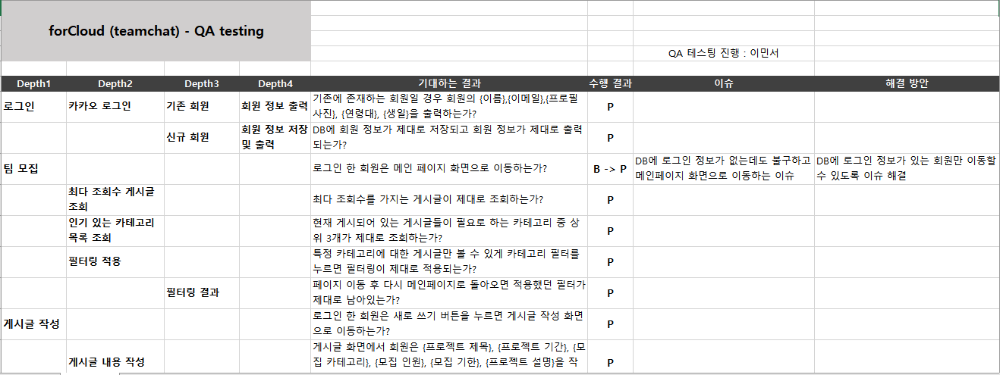 forCloud (teamchat) - QA testing
QA 테스팅 진행 : 이민서
Depth1 Depth2 Depth3 Depth4 기대하는 결과 수행 결과 이슈 해결 방안
로그인 카카오 로그인 기존 회원 회원 정보 출력
기존에 존재하는 회원일 경우 회원의 {이름},{이메일},{프로필
사진}, {연령대}, {생일}을 출력하는가?
P
신규 회원
회원 정보 저장
및 출력
DB에 회원 정보가 제대로 저장되고 회원 정보가 제대로 출력
되는가?
P
팀 모집
로그인 한 회원은 메인 페이지 화면으로 이동하는가?
B -> P
DB에 로그인 정보가 없는데도 불구하고
메인페이지 화면으로 이동하는 이슈
DB에 로그인 정보가 있는 회원만 이동할
수 있도록 이슈 해결
최다 조회수 게시글
조회
최다 조회수를 가지는 게시글이 제대로 조회하는가?
P
인기 있는 카테고리
목록 조회
현재 게시되어 있는 게시글들이 필요로 하는 카테고리 중 상
위 3개가 제대로 조회하는가?
P
필터링 적용
특정 카테고리에 대한 게시글만 볼 수 있게 카테고리 필터를
누르면 필터링이 제대로 적용되는가?
P
필터링 결과
페이지 이동 후 다시 메인페이지로 돌아오면 적용했던 필터가
제대로 남아있는가?
P
게시글 작성
로그인 한 회원은 새로 쓰기 버튼을 누르면 게시글 작성 화면
으로 이동하는가?
P
게시글 내용 작성
게시글 화면에서 회원은 {프로젝트 제목}, {프로젝트 기간}, {모
집 카테고리}, {모집 인원}, {모집 기한}, {프로젝트 설명}을 작
P